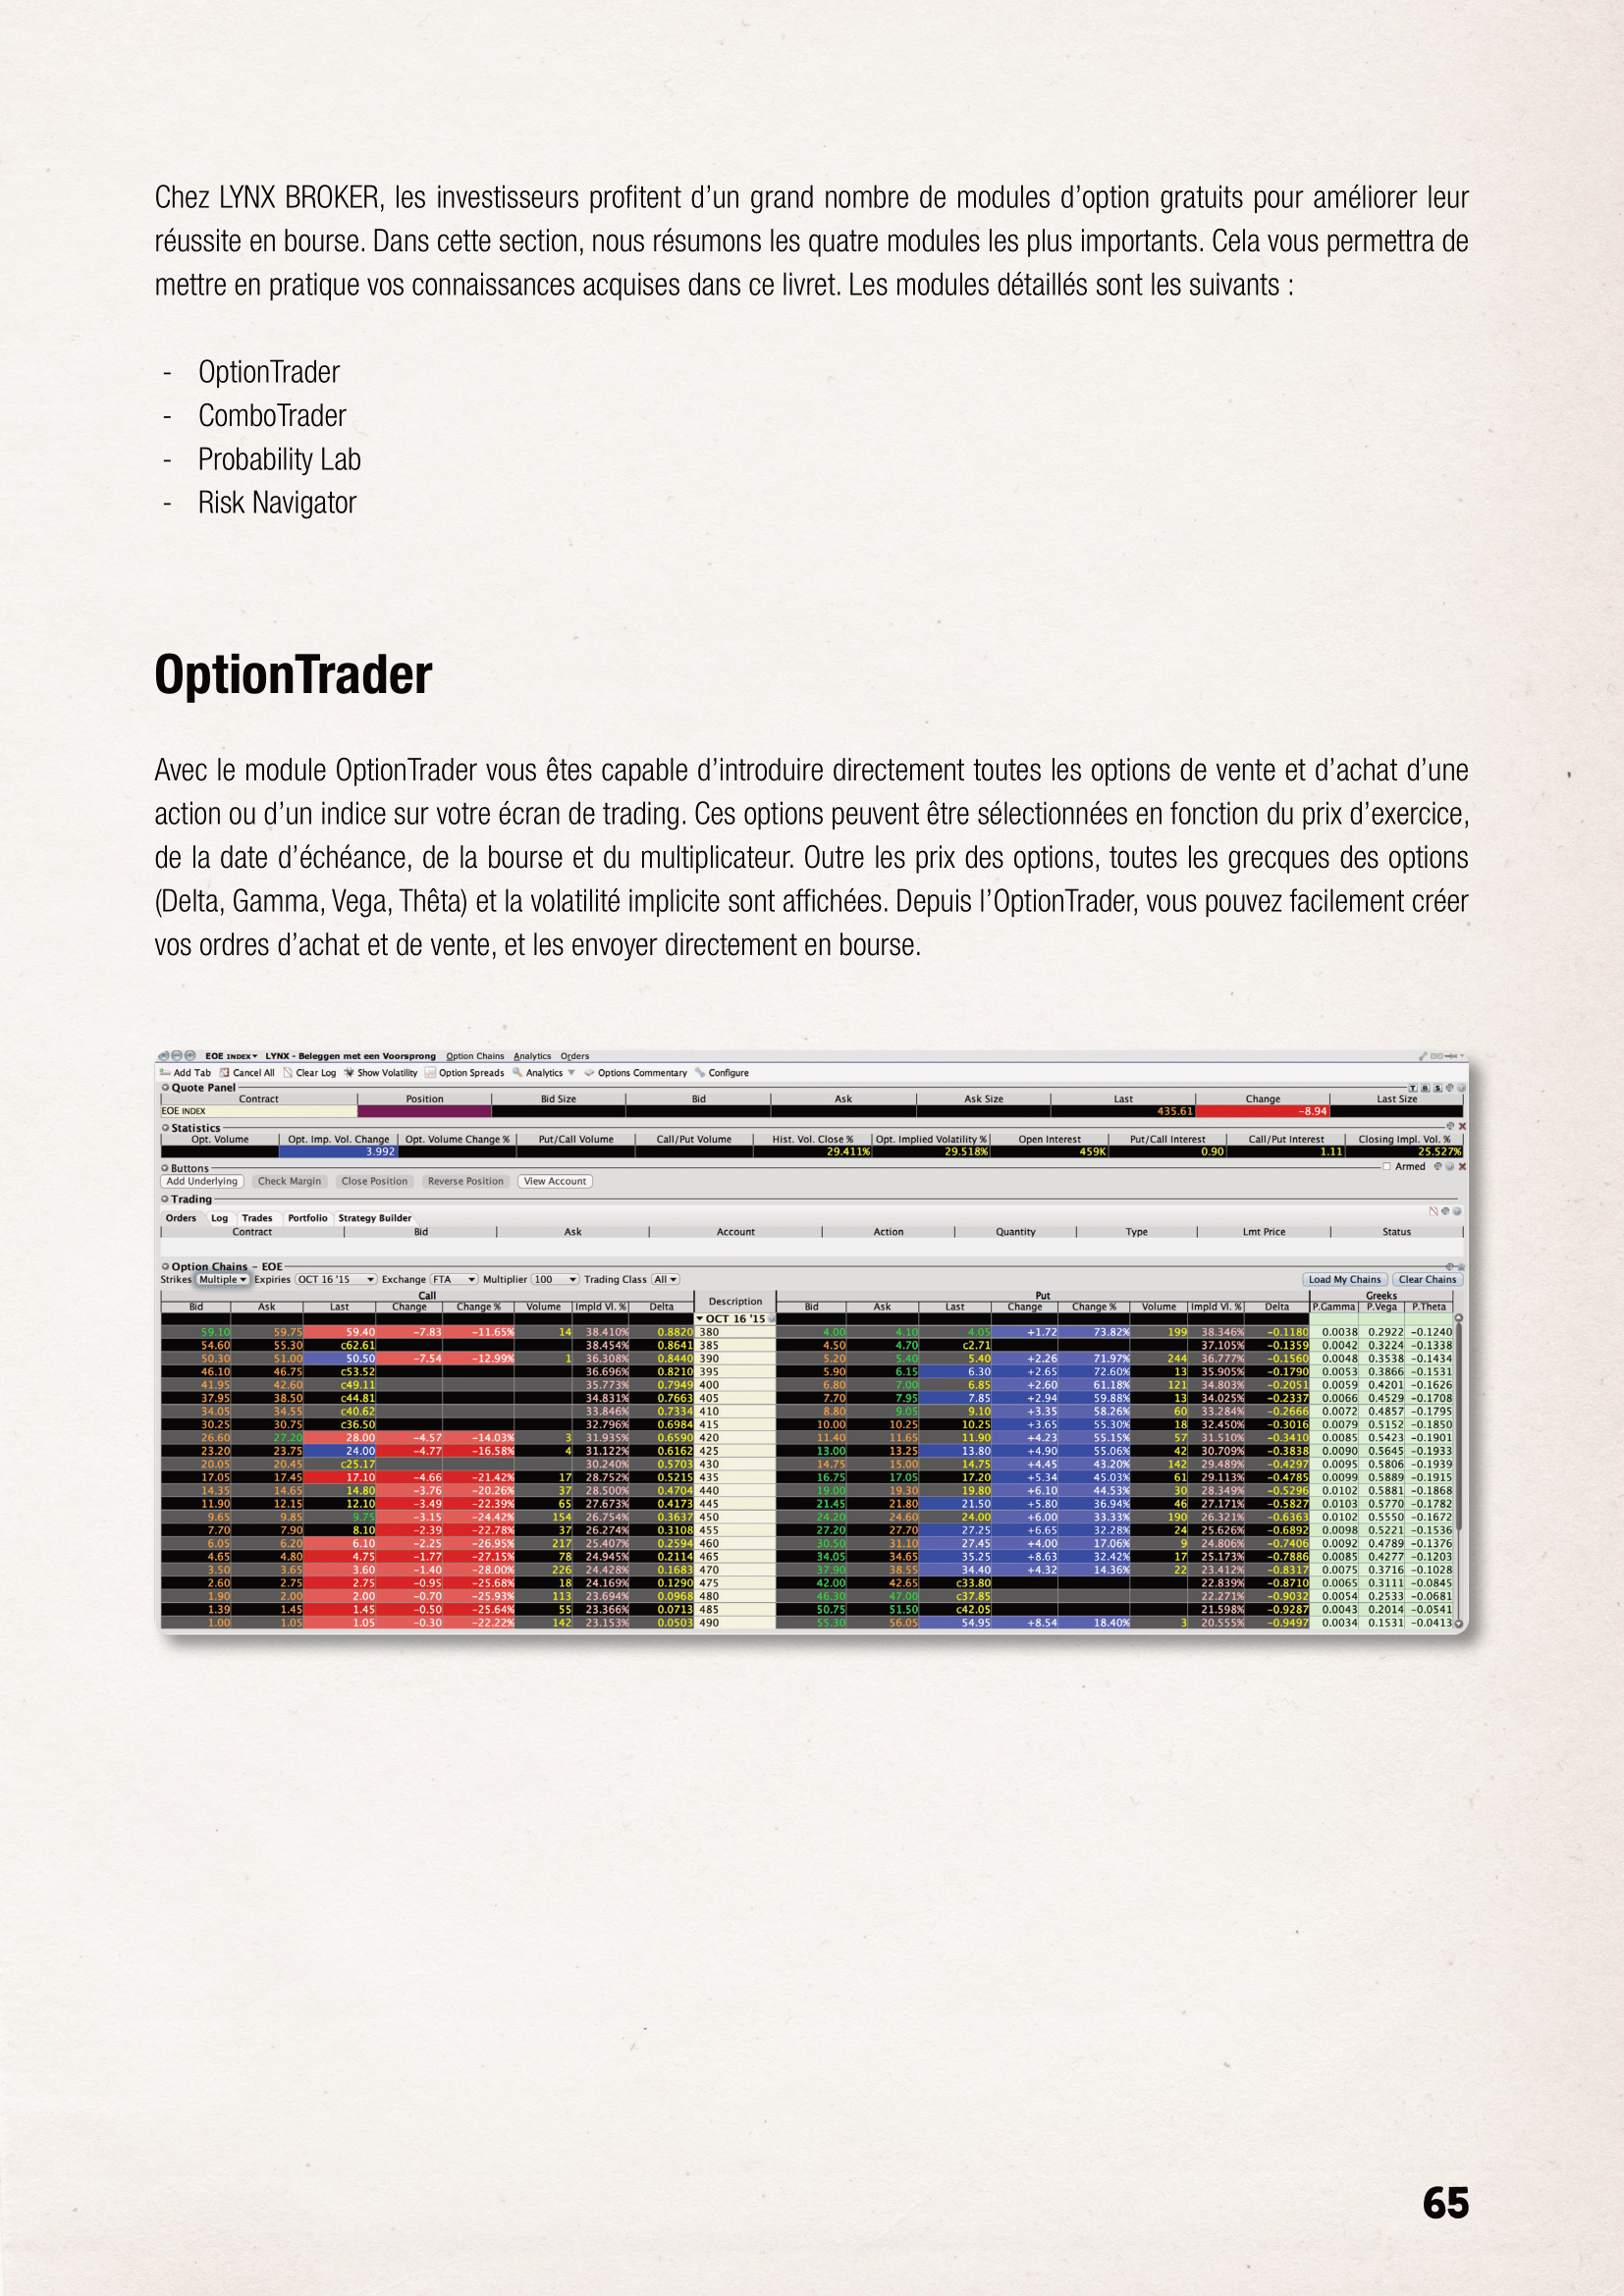 Chez LYNX BROKER, les investisseurs profitent d’un grand nombre de modules d’option gratuits pour améliorer leur
réussite en bourse. Dans cette section, nous résumons les quatre modules les plus importants. Cela vous permettra de
mettre en pratique vos connaissances acquises dans ce livret. Les modules détaillés sont les suivants :
- OptionTrader
- ComboTrader
- Probability Lab
- Risk Navigator
OptionTrader
Avec le module OptionTrader vous êtes capable d’introduire directement toutes les options de vente et d’achat d’une
action ou d’un indice sur votre écran de trading. Ces options peuvent être sélectionnées en fonction du prix d’exercice,
de la date d’échéance, de la bourse et du multiplicateur. Outre les prix des options, toutes les grecques des options
(Delta, Gamma, Vega, Thêta) et la volatilité implicite sont affichées. Depuis l’OptionTrader, vous pouvez facilement créer
vos ordres d’achat et de vente, et les envoyer directement en bourse.
EOE INDEX LYNX - Beleggen met een Voorsprong Option Chains Analytics Orders
Add Tab Cancel All Clear Log Show Volatility Option Spreads Analytics Options Commentary Configure
Quote Panel T B S
Contract Position Bid Size Bid Ask Ask Size Last Change Last Size
EOE INDEX 435.61 -8.94
Statistics
Opt. Volume Opt. Imp. Vol. Change Opt. Volume Change % Put/Call Volume Call/Put Volume Hist. Vol. Close % Opt. Implied Volatility % Open Interest Put/Call Interest Call/Put Interest Closing Impl. Vol. %
3.992 29.411% 29.518% 459K 0.90 1.11 25.527%
Buttons Armed
Add Underlying Check Margin Close Position Reverse Position View Account
Trading
Orders Log Trades Portfolio Strategy Builder
Contract Bid Ask Account Action Quantity Type Lmt Price Status
Option Chains - EOE
Strikes Multiple Expiries OCT 16 '15 Exchange FTA Multiplier 100 Trading Class All Load My Chains Clear Chains
Call Description Put Greeks
Bid Ask Last Change Change % Volume Impld Vl. % Delta Bid Ask Last Change Change % Volume Impld Vl. % Delta P.Gamma P.Vega P.Theta
OCT 16 '15
59.10 59.75 59.40 -7.83 -11.65% 14 38.410% 0.8820 380 4.00 4.10 4.05 +1.72 73.82% 199 38.346% -0.1180 0.0038 0.2922 -0.1240
54.60 55.30 c62.61 38.454% 0.8641 385 4.50 4.70 c2.71 37.105% -0.1359 0.0042 0.3224 -0.1338
50.30 51.00 50.50 -7.54 -12.99% 1 36.308% 0.8440 390 5.20 5.40 5.40 +2.26 71.97% 244 36.777% -0.1560 0.0048 0.3538 -0.1434
46.10 46.75 c53.52 36.696% 0.8210 395 5.90 6.15 6.30 +2.65 72.60% 13 35.905% -0.1790 0.0053 0.3866 -0.1531
41.95 42.60 c49.11 35.773% 0.7949 400 6.80 7.00 6.85 +2.60 61.18% 121 34.803% -0.2051 0.0059 0.4201 -0.1626
37.95 38.50 c44.81 34.831% 0.7663 405 7.70 7.95 7.85 +2.94 59.88% 13 34.025% -0.2337 0.0066 0.4529 -0.1708
34.05 34.55 c40.62 33.846% 0.7334 410 8.80 9.05 9.10 +3.35 58.26% 60 33.284% -0.2666 0.0072 0.4857 -0.1795
30.25 30.75 c36.50 32.796% 0.6984 415 10.00 10.25 10.25 +3.65 55.30% 18 32.450% -0.3016 0.0079 0.5152 -0.1850
26.60 27.20 28.00 -4.57 -14.03% 3 31.935% 0.6590 420 11.40 11.65 11.90 +4.23 55.15% 57 31.510% -0.3410 0.0085 0.5423 -0.1901
23.20 23.75 24.00 -4.77 -16.58% 4 31.122% 0.6162 425 13.00 13.25 13.80 +4.90 55.06% 42 30.709% -0.3838 0.0090 0.5645 -0.1933
20.05 20.45 c25.17 30.240% 0.5703 430 14.75 15.00 14.75 +4.45 43.20% 142 29.489% -0.4297 0.0095 0.5806 -0.1939
17.05 17.45 17.10 -4.66 -21.42% 17 28.752% 0.5215 435 16.75 17.05 17.20 +5.34 45.03% 61 29.113% -0.4785 0.0099 0.5889 -0.1915
14.35 14.65 14.80 -3.76 -20.26% 37 28.500% 0.4704 440 19.00 19.30 19.80 +6.10 44.53% 30 28.349% -0.5296 0.0102 0.5881 -0.1868
11.90 12.15 12.10 -3.49 -22.39% 65 27.673% 0.4173 445 21.45 21.80 21.50 +5.80 36.94% 46 27.171% -0.5827 0.0103 0.5770 -0.1782
9.65 9.85 9.75 -3.15 -24.42% 154 26.754% 0.3637 450 24.20 24.60 24.00 +6.00 33.33% 190 26.321% -0.6363 0.0102 0.5550 -0.1672
7.70 7.90 8.10 -2.39 -22.78% 37 26.274% 0.3108 455 27.20 27.70 27.25 +6.65 32.28% 24 25.626% -0.6892 0.0098 0.5221 -0.1536
6.05 6.20 6.10 -2.25 -26.95% 217 25.407% 0.2594 460 30.50 31.10 27.45 +4.00 17.06% 9 24.806% -0.7406 0.0092 0.4789 -0.1376
4.65 4.80 4.75 -1.77 -27.15% 78 24.945% 0.2114 465 34.05 34.65 35.25 +8.63 32.42% 17 25.173% -0.7886 0.0085 0.4277 -0.1203
3.50 3.65 3.60 -1.40 -28.00% 226 24.428% 0.1683 470 37.90 38.55 34.40 +4.32 14.36% 22 23.412% -0.8317 0.0075 0.3716 -0.1028
2.60 2.75 2.75 -0.95 -25.68% 18 24.169% 0.1290 475 42.00 42.65 c33.80 22.839% -0.8710 0.0065 0.3111 -0.0845
1.90 2.00 2.00 -0.70 -25.93% 113 23.694% 0.0968 480 46.30 47.00 c37.85 22.271% -0.9032 0.0054 0.2533 -0.0681
1.39 1.45 1.45 -0.50 -25.64% 55 23.366% 0.0713 485 50.75 51.50 c42.05 21.598% -0.9287 0.0043 0.2014 -0.0541
1.00 1.05 1.05 -0.30 -22.22% 142 23.153% 0.0503 490 55.30 56.05 54.95 +8.54 18.40% 3 20.555% -0.9497 0.0034 0.1531 -0.0413
65